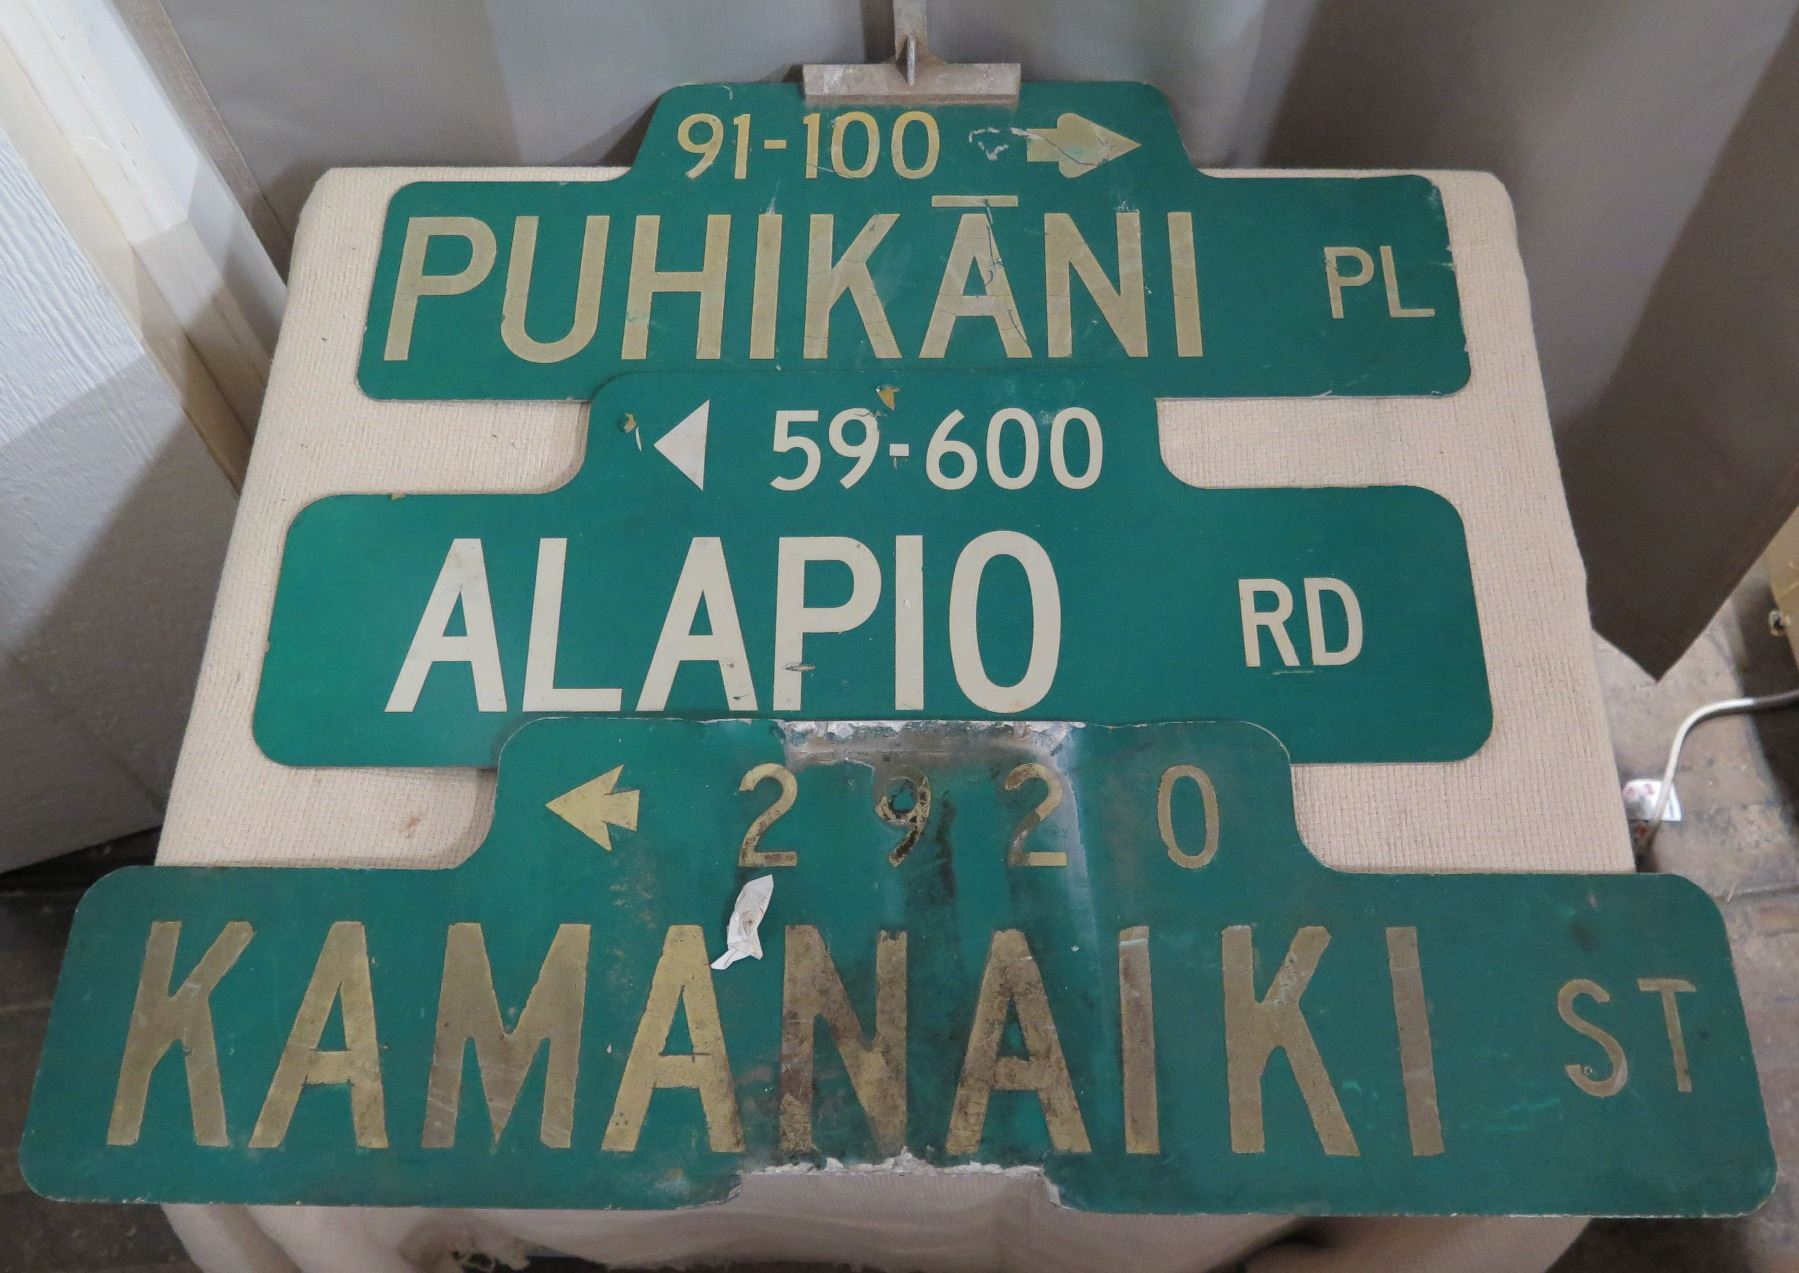 91-100
PUHIKĀNI PL
59-600
ALAPIO RD
2920
KAMANAIKI ST